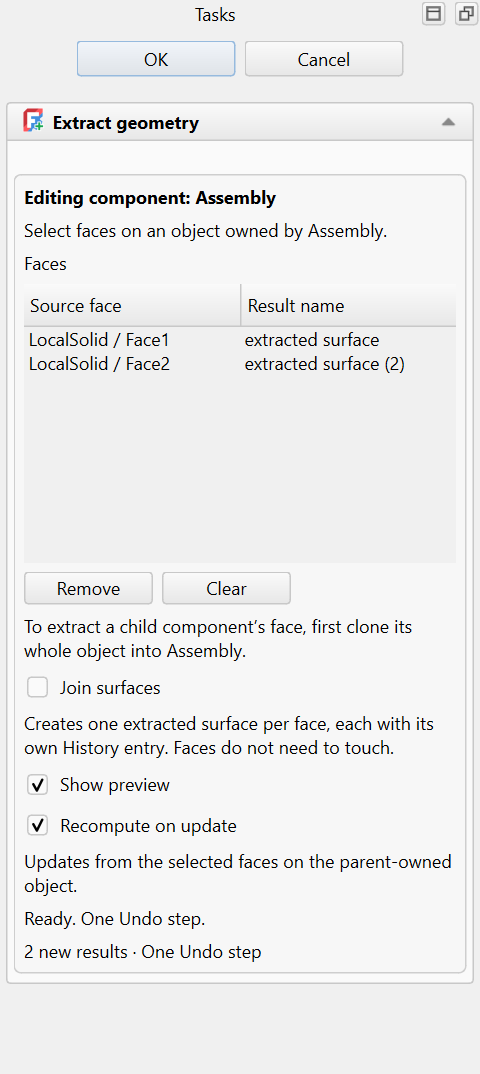 Tasks
OK
Cancel
Extract geometry
Editing component: Assembly
Select faces on an object owned by Assembly.
Faces
Source face
Result name
LocalSolid / Face1
extracted surface
LocalSolid / Face2
extracted surface (2)
Remove
Clear
To extract a child component’s face, first clone its
whole object into Assembly.
Join surfaces
Creates one extracted surface per face, each with its
own History entry. Faces do not need to touch.
Show preview
Recompute on update
Updates from the selected faces on the parent-owned
object.
Ready. One Undo step.
2 new results · One Undo step